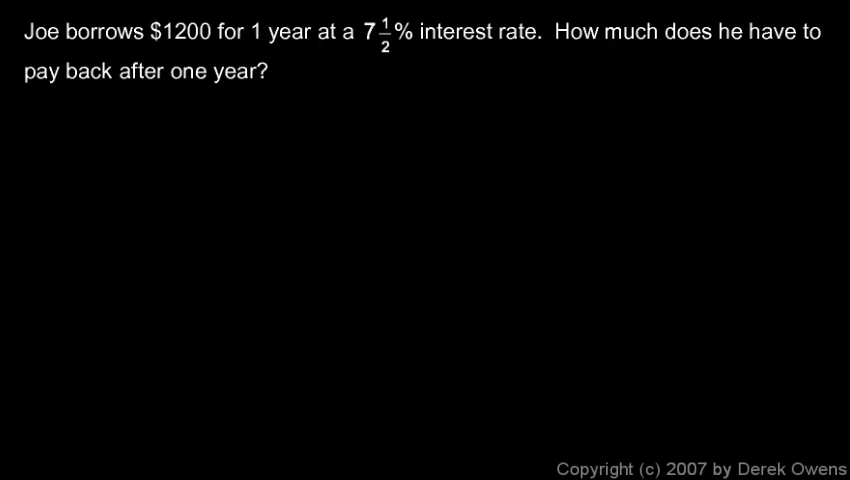 Joe borrows $1200 for 1 year at a 7 1/2 % interest rate.  How much does he have to
pay back after one year?
Copyright (c) 2007 by Derek Owens